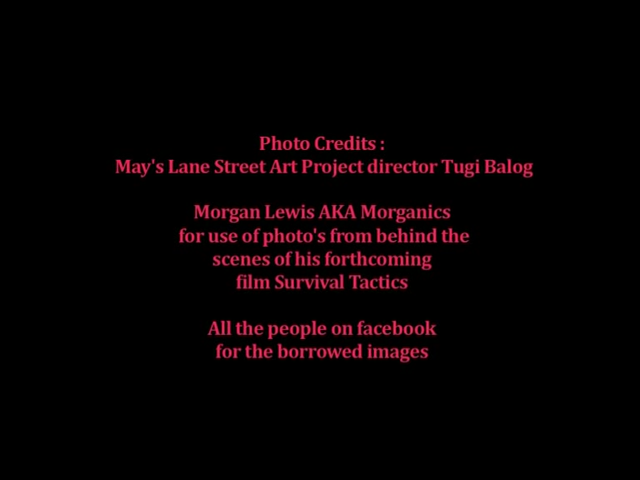 Photo Credits :
May's Lane Street Art Project director Tugi Balog
Morgan Lewis AKA Morganics
for use of photo's from behind the
scenes of his forthcoming
film Survival Tactics
All the people on facebook
for the borrowed images